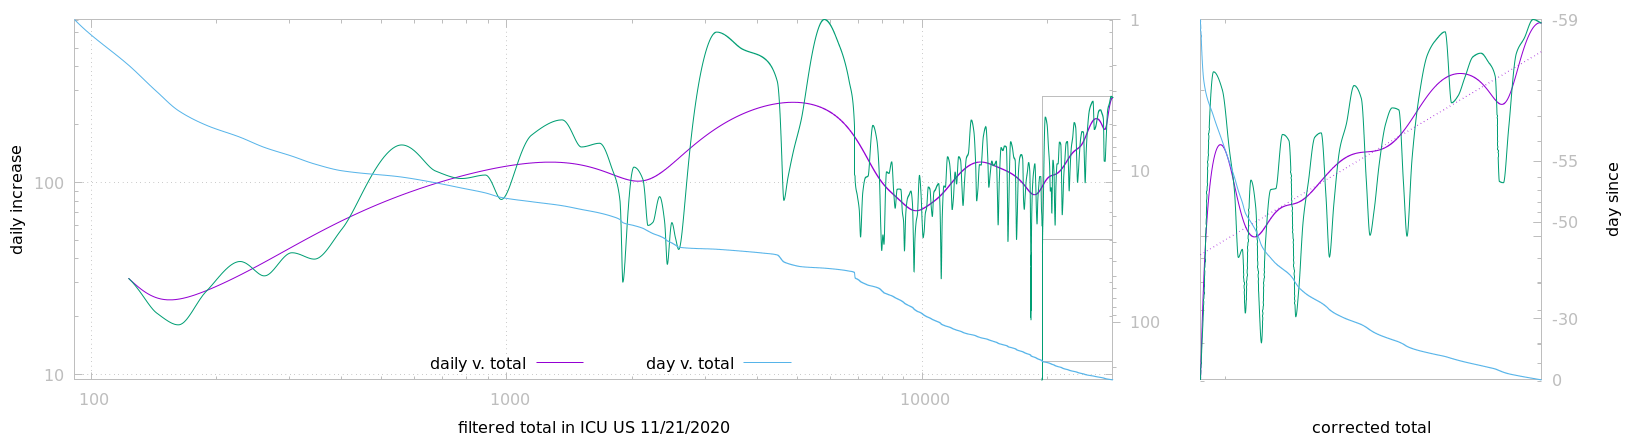 daily increase
100
10
daily v. total
day v. total
100
1000
10000
filtered total in ICU US 11/21/2020
1
10
100
-59
-55
-50
-30
0
day since
corrected total